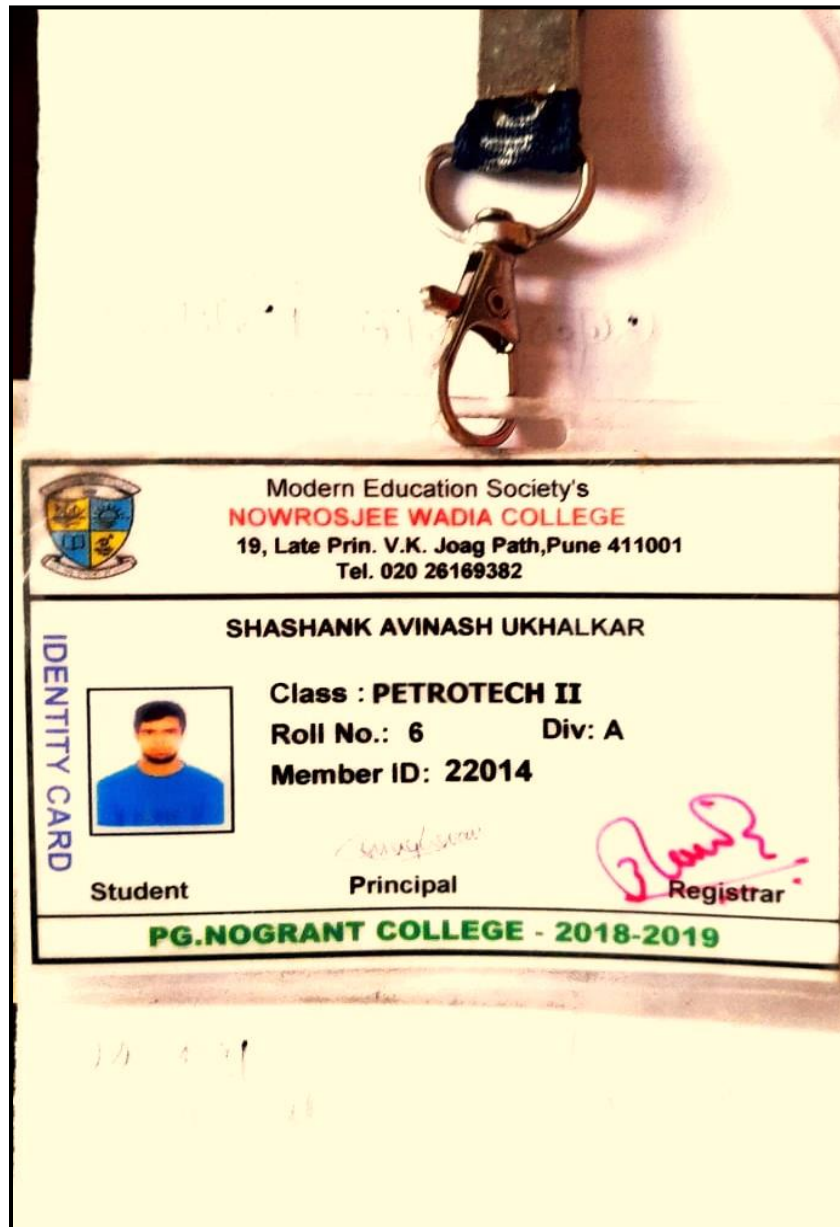 Modern Education Society's
NOWROSJEE WADIA COLLEGE
19, Late Prin. V.K. Joag Path,Pune 411001
Tel. 020 26169382
SHASHANK AVINASH UKHALKAR
IDENTITY CARD
Class : PETROTECH II
Roll No.: 6 Div: A
Member ID: 22014
Student Principal Registrar
PG.NOGRANT COLLEGE - 2018-2019